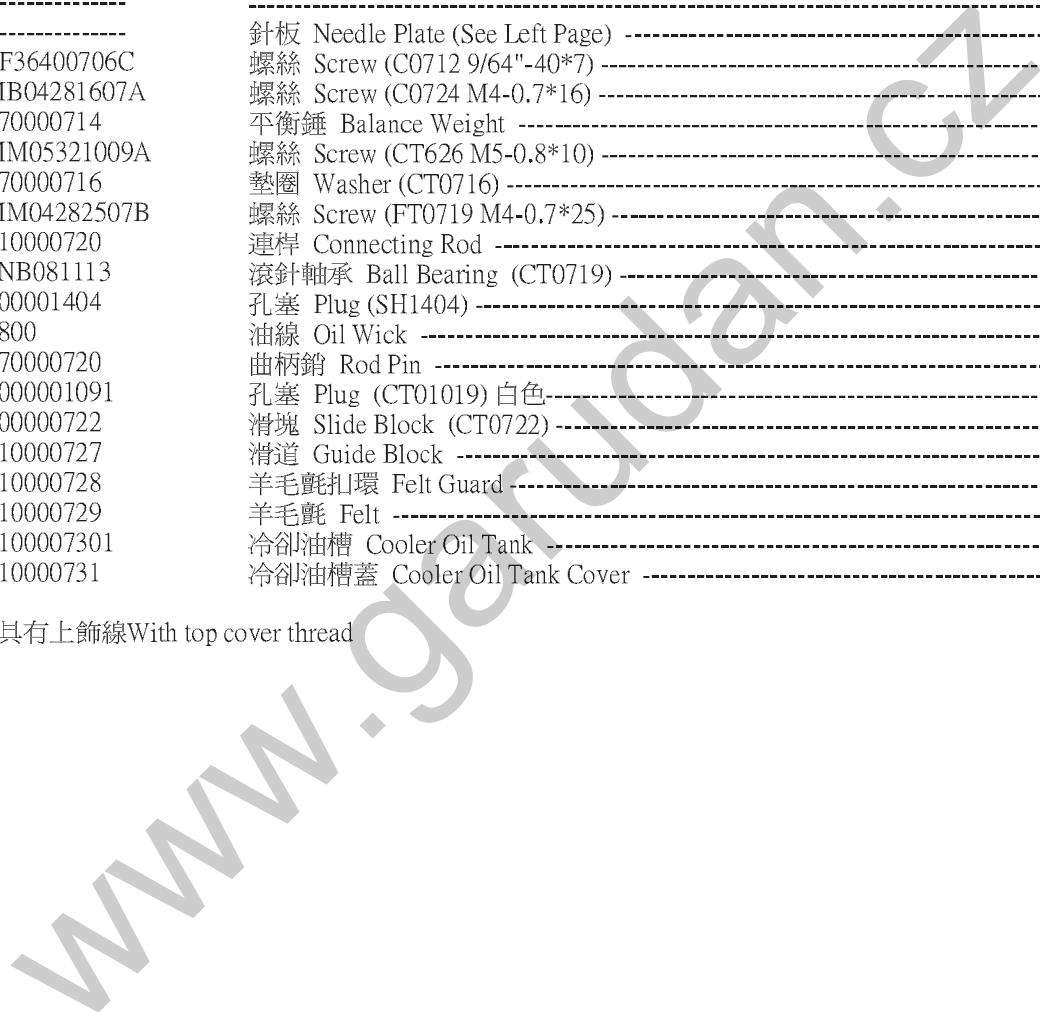 --------------- ---------------------------------------------------------------
--------------- 針板 Needle Plate (See Left Page) ------------------------------
F36400706C 螺絲 Screw (C0712 9/64"-40*7) ------------------------------
MB04281607A 螺絲 Screw (C0724 M4-0.7*16) ------------------------------
70000714 平衡錘 Balance Weight ------------------------------
MM05321009A 螺絲 Screw (CT626 M5-0.8*10) ------------------------------
70000716 墊圈 Washer (CT0716) ------------------------------
MM04282507B 螺絲 Screw (FT0719 M4-0.7*25) ------------------------------
10000720 連桿 Connecting Rod ------------------------------
NB081113 滾針軸承 Ball Bearing (CT0719) ------------------------------
00001404 孔塞 Plug (SH1404) ------------------------------
800 油線 Oil Wick ------------------------------
70000720 曲柄銷 Rod Pin ------------------------------
000001091 孔塞 Plug (CT01019) 白色------------------------------
00000722 滑塊 Slide Block (CT0722) ------------------------------
10000727 滑道 Guide Block ------------------------------
10000728 羊毛氈扣環 Felt Guard ------------------------------
10000729 羊毛氈 Felt ------------------------------
100007301 冷卻油槽 Cooler Oil Tank ------------------------------
10000731 冷卻油槽蓋 Cooler Oil Tank Cover ------------------------------
具有上飾線With top cover thread
www.garudan.cz